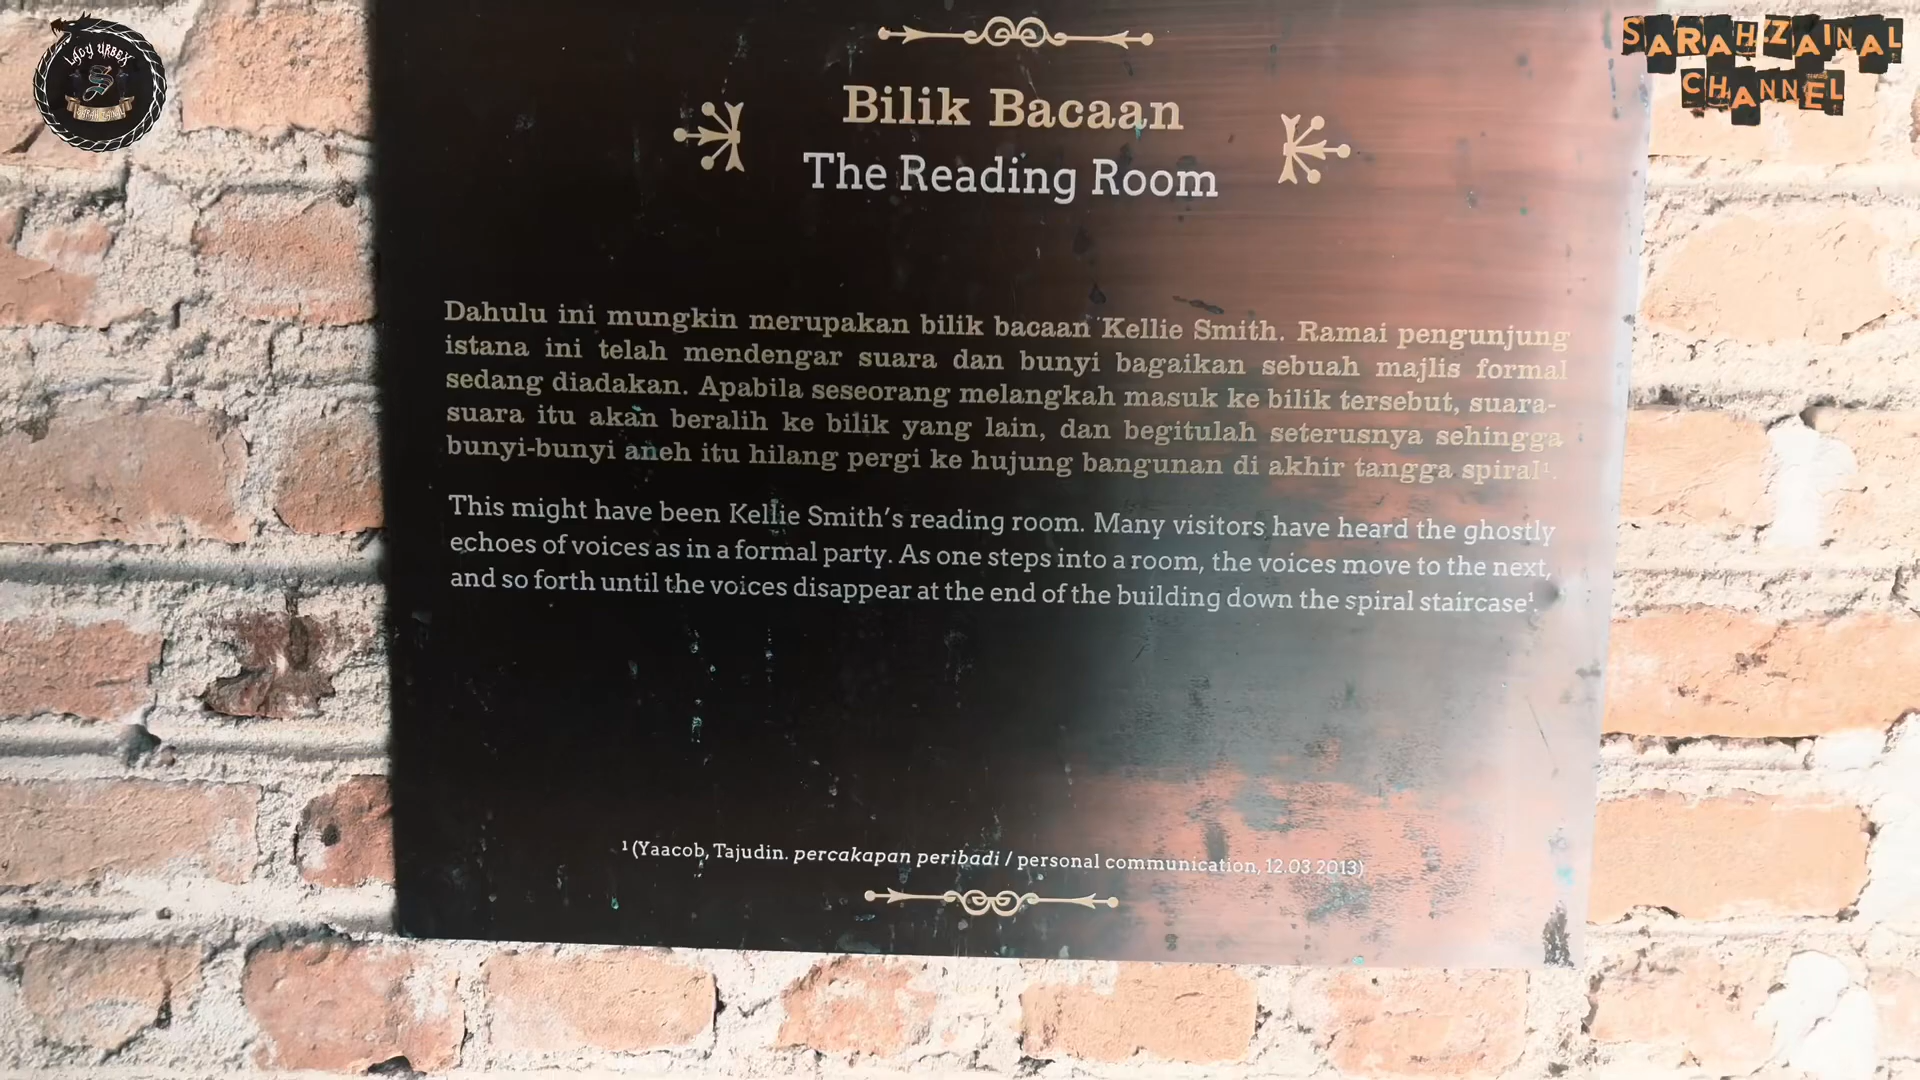 LADY URBEX
SARAH ZAINAL
SARAH ZAINAL
CHANNEL
Bilik Bacaan
The Reading Room
Dahulu ini mungkin merupakan bilik bacaan Kellie Smith. Ramai pengunjung
istana ini telah mendengar suara dan bunyi bagaikan sebuah majlis formal
sedang diadakan. Apabila seseorang melangkah masuk ke bilik tersebut, suara-
suara itu akan beralih ke bilik yang lain, dan begitulah seterusnya sehingga
bunyi-bunyi aneh itu hilang pergi ke hujung bangunan di akhir tangga spiral¹.
This might have been Kellie Smith’s reading room. Many visitors have heard the ghostly
echoes of voices as in a formal party. As one steps into a room, the voices move to the next,
and so forth until the voices disappear at the end of the building down the spiral staircase¹.
¹ (Yaacob, Tajudin. percakapan peribadi / personal communication, 12.03.2013)